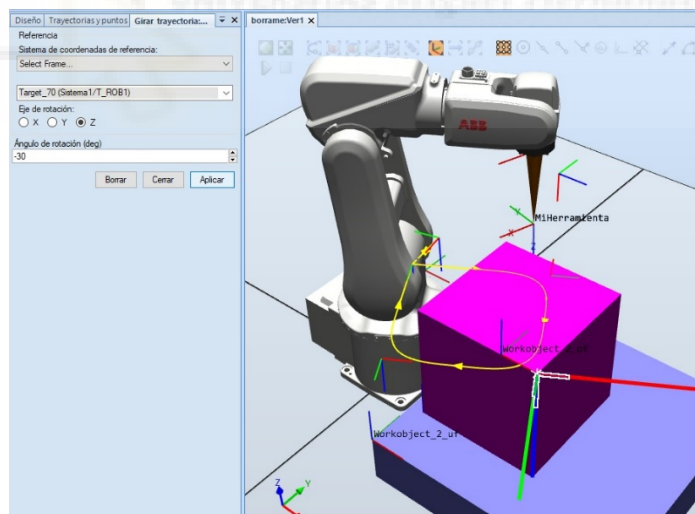 Diseño Trayectorias y puntos Girar trayectoria:...
borrame:Ver1
Referencia
Sistema de coordenadas de referencia:
Select Frame...
Target_70 (Sistema1/T_ROB1)
Eje de rotación:
X Y Z
Ángulo de rotación (deg)
-30
Borrar Cerrar Aplicar
ABB
MiHerramienta
Y
X
Z
Workobject_2_of
Workobject_2_uf
Z
Y